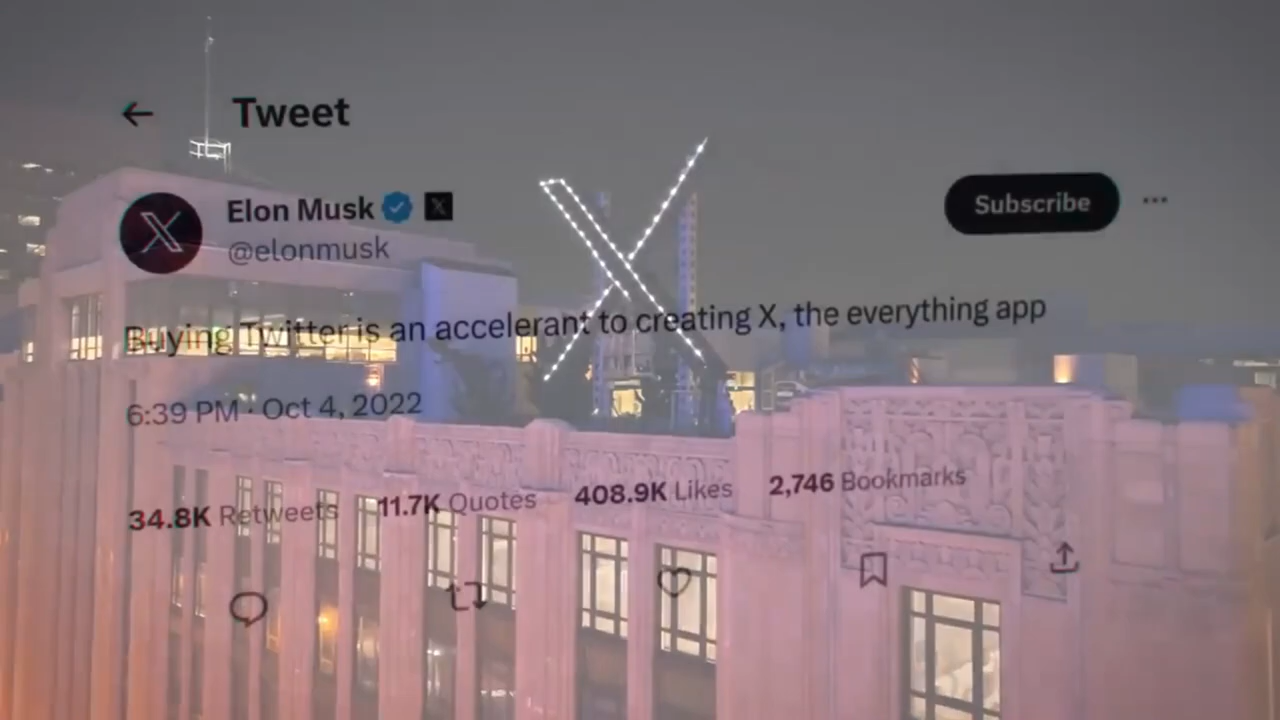 Tweet
Elon Musk
@elonmusk
Subscribe
Buying Twitter is an accelerant to creating X, the everything app
6:39 PM · Oct 4, 2022
34.8K Retweets 11.7K Quotes 408.9K Likes 2,746 Bookmarks